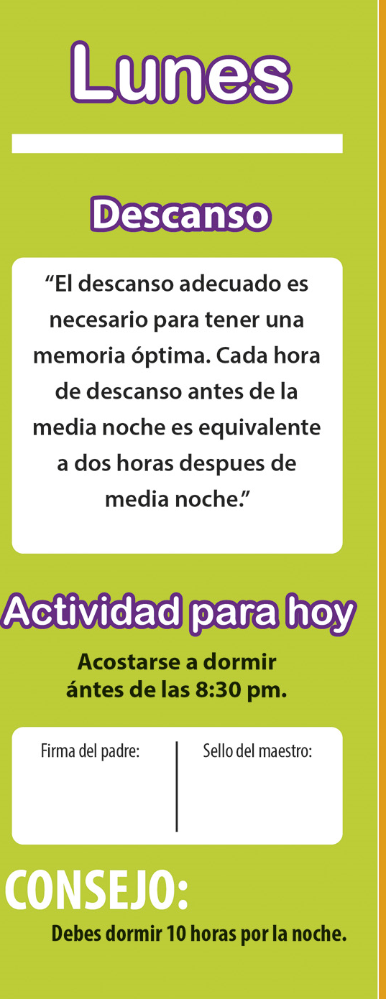 Lunes
Descanso
“El descanso adecuado es
necesario para tener una
memoria óptima. Cada hora
de descanso antes de la
media noche es equivalente
a dos horas despues de
media noche.”
Actividad para hoy
Acostarse a dormir
ántes de las 8:30 pm.
Firma del padre:
Sello del maestro:
CONSEJO:
Debes dormir 10 horas por la noche.